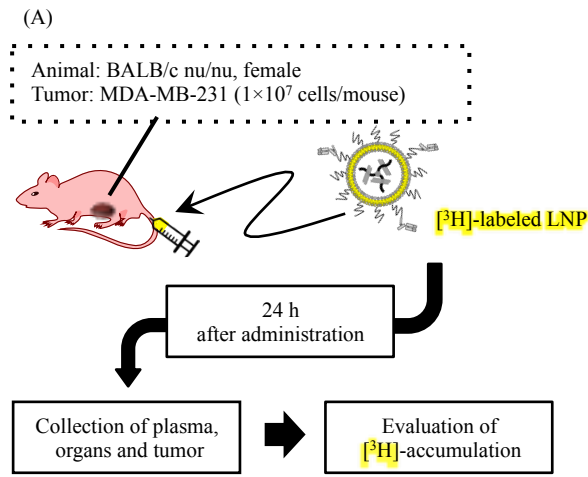 (A)
Animal: BALB/c nu/nu, female
Tumor: MDA-MB-231 (1×10⁷ cells/mouse)
[³H]-labeled LNP
24 h
after administration
Collection of plasma,
organs and tumor
Evaluation of
[³H]-accumulation